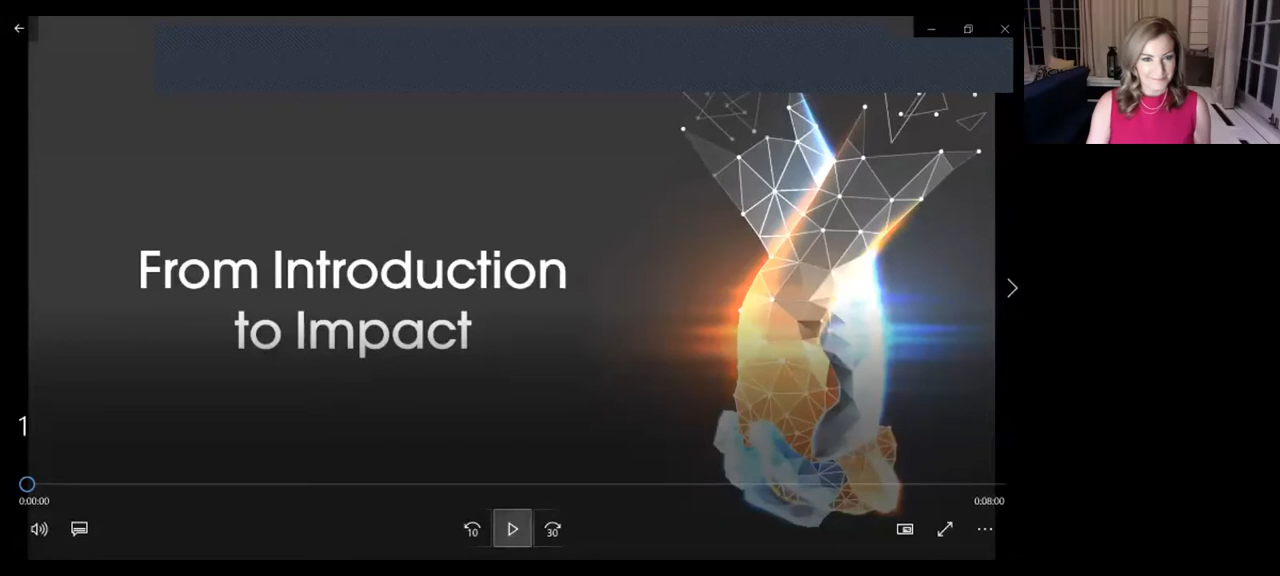 From Introduction
to Impact
1
0:00:00
0:08:00
10
30